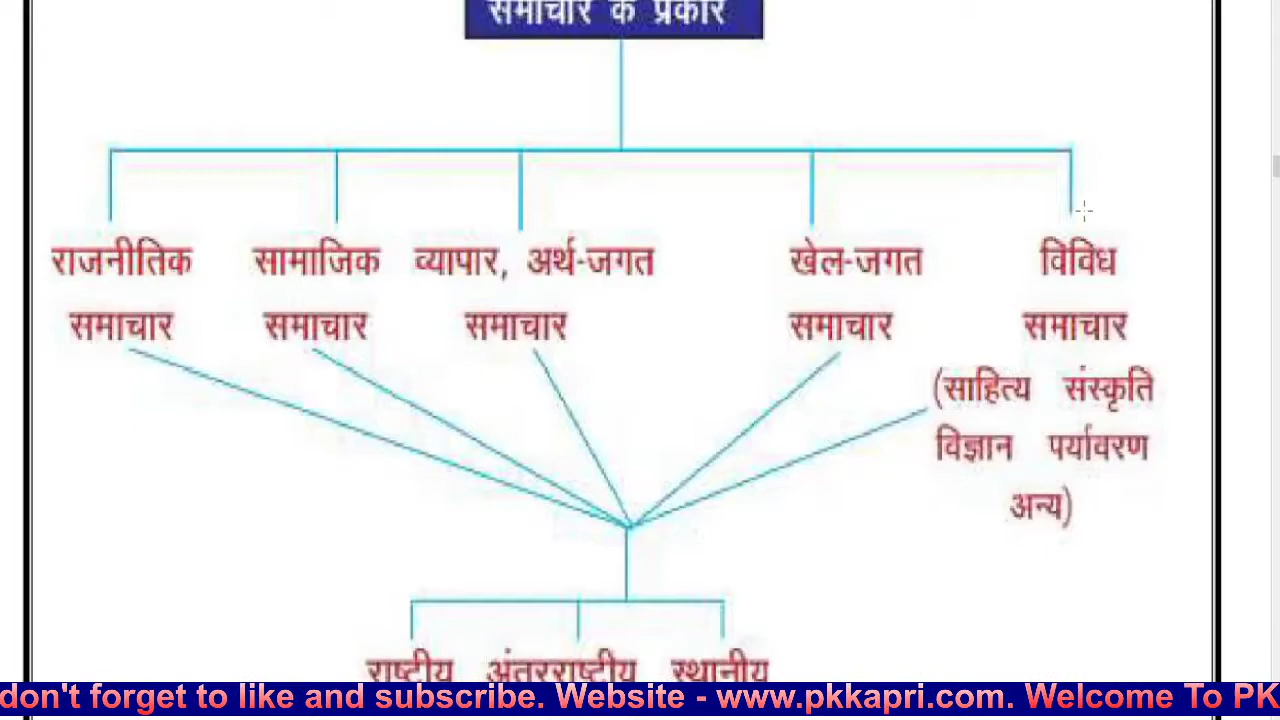 समाचार के प्रकार
राजनीतिक सामाजिक व्यापार, अर्थ-जगत खेल-जगत विविध
समाचार समाचार समाचार समाचार समाचार
(साहित्य संस्कृति
विज्ञान पर्यावरण
अन्य)
राष्ट्रीय अंतरराष्ट्रीय स्थानीय
don't forget to like and subscribe. Website - www.pkkapri.com. Welcome To PK